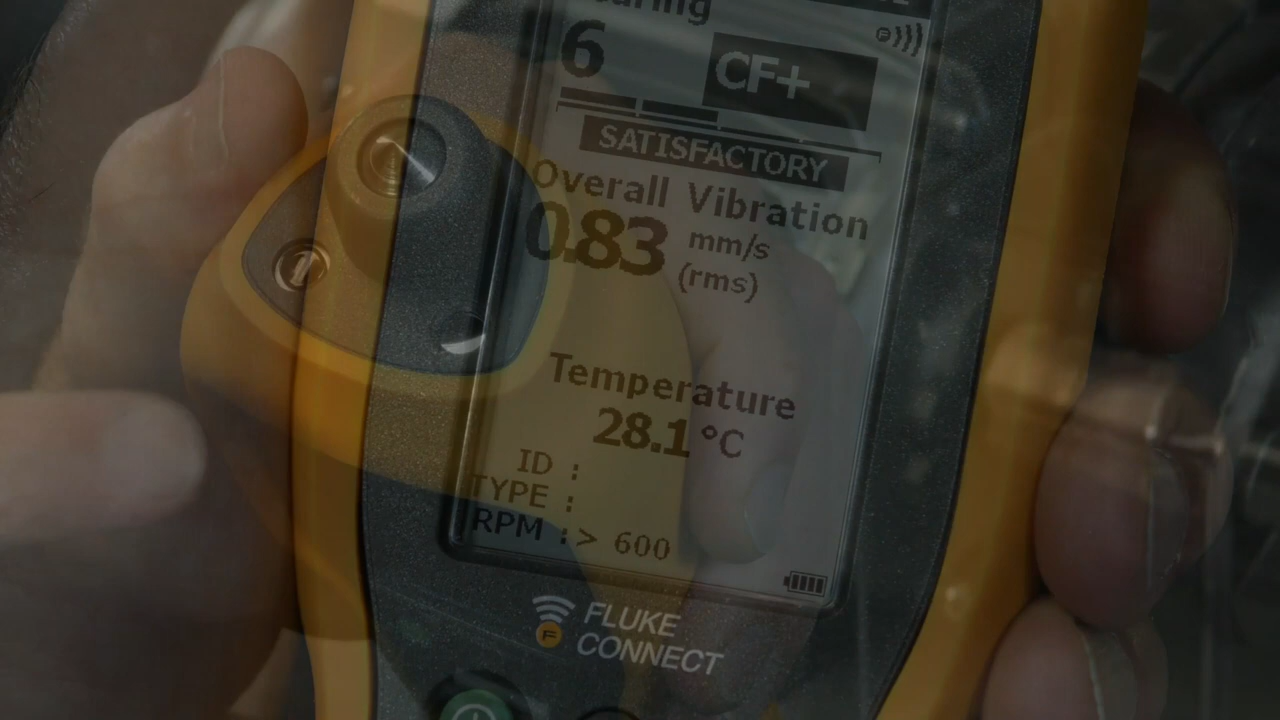 6 CF+
SATISFACTORY
Overall Vibration
0.83 mm/s
(rms)
Temperature
28.1 °C
ID :
TYPE :
RPM :> 600
F FLUKE
CONNECT